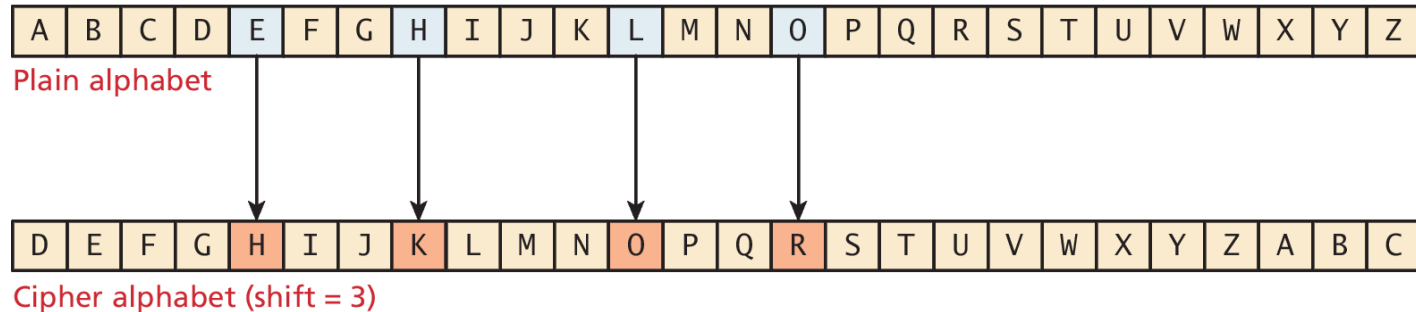 A B C D E F G H I J K L M N O P Q R S T U V W X Y Z
Plain alphabet
D E F G H I J K L M N O P Q R S T U V W X Y Z A B C
Cipher alphabet (shift = 3)